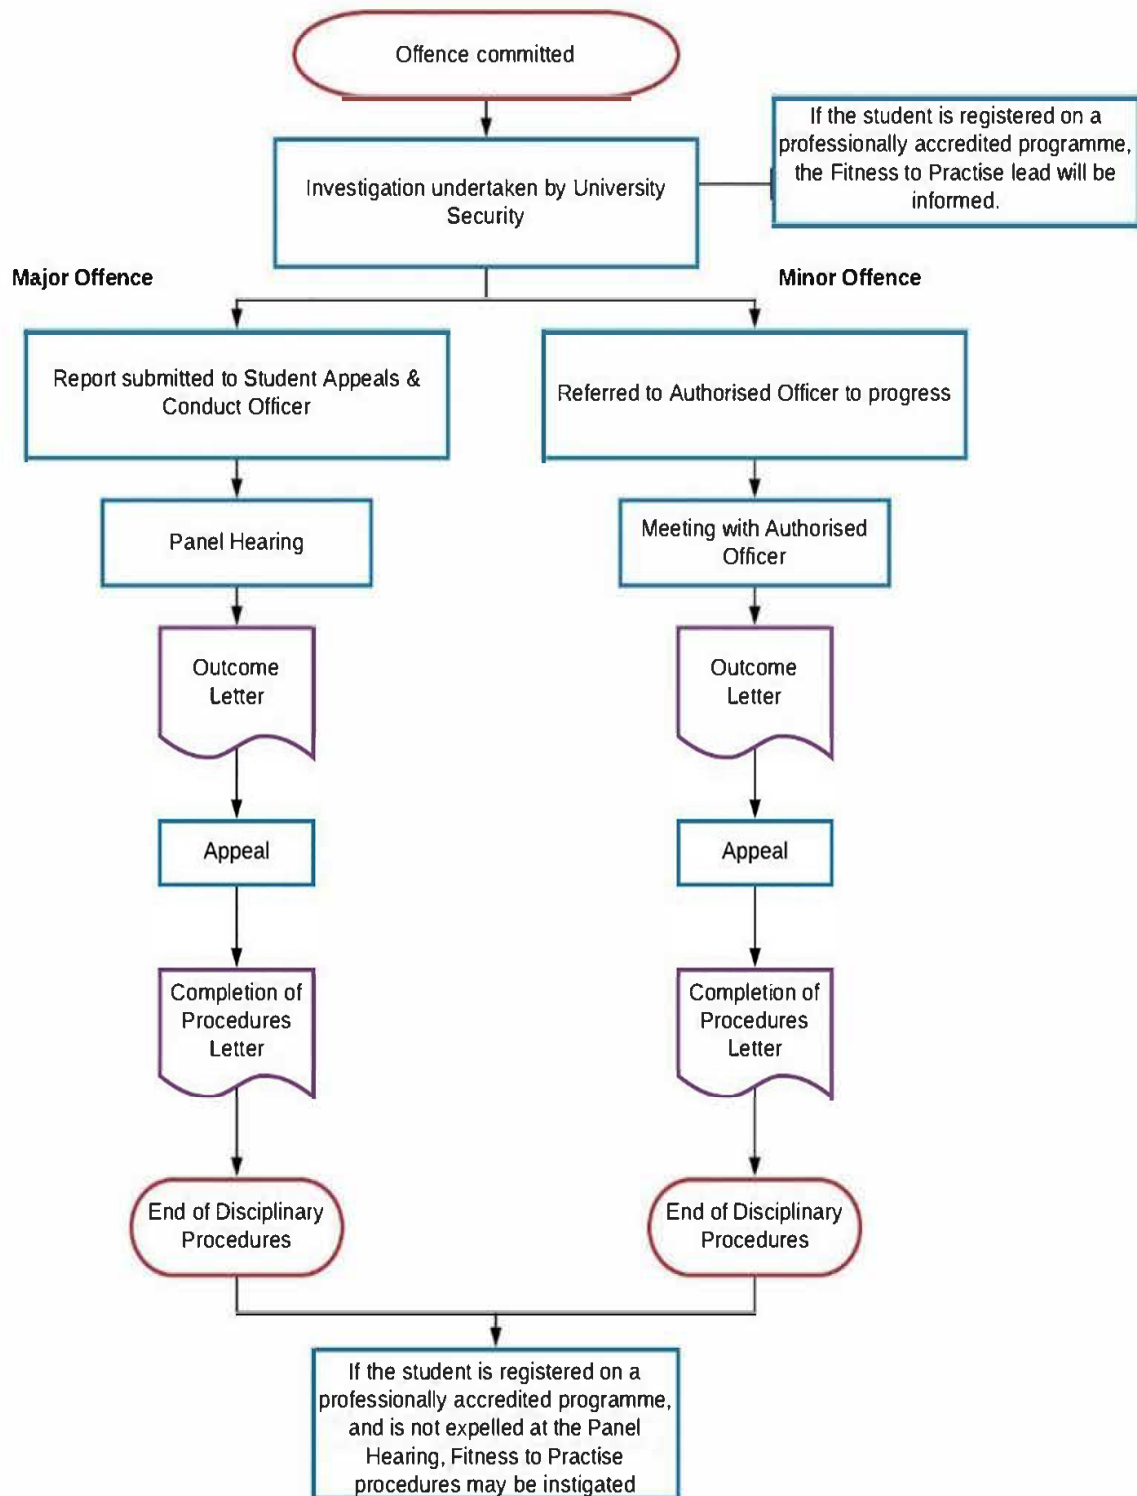 Offence committed
If the student is registered on a
professionally accredited programme,
the Fitness to Practise lead will be
informed.
Investigation undertaken by University
Security
Major Offence
Minor Offence
Report submitted to Student Appeals &
Conduct Officer
Referred to Authorised Officer to progress
Panel Hearing
Meeting with Authorised
Officer
Outcome
Letter
Outcome
Letter
Appeal
Appeal
Completion of
Procedures
Letter
Completion of
Procedures
Letter
End of Disciplinary
Procedures
End of Disciplinary
Procedures
If the student is registered on a
professionally accredited programme,
and is not expelled at the Panel
Hearing, Fitness to Practise
procedures may be instigated